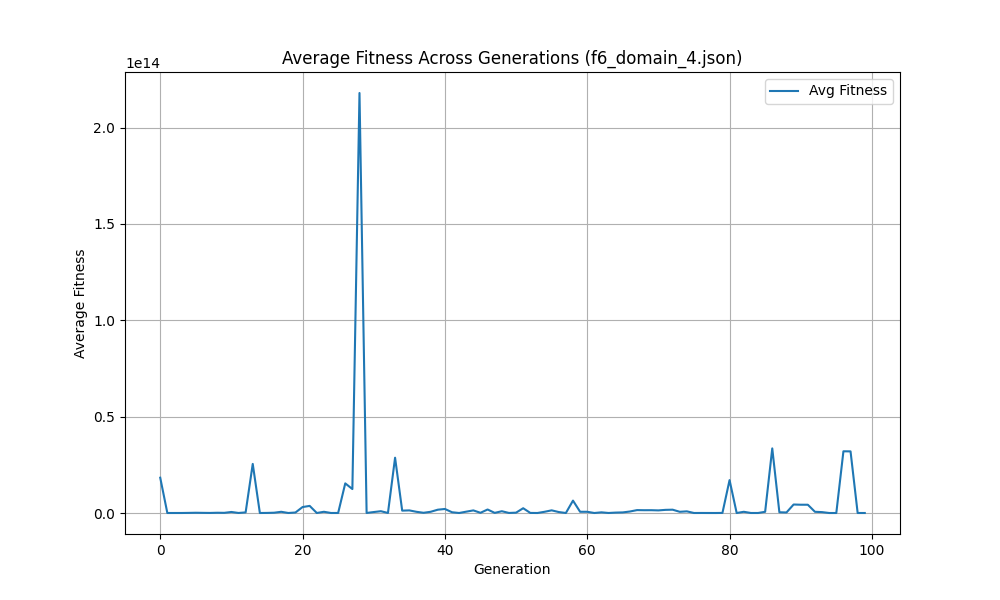 Average Fitness Across Generations (f6_domain_4.json)
1e14
Avg Fitness
2.0
1.5
1.0
0.5
0.0
Average Fitness
0 20 40 60 80 100
Generation